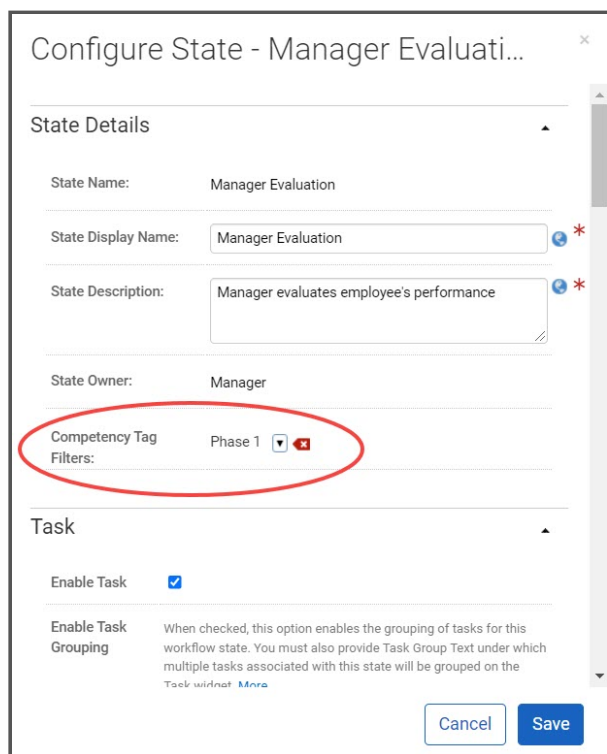 Configure State - Manager Evaluati...
State Details
State Name: Manager Evaluation
State Display Name: Manager Evaluation *
State Description: Manager evaluates employee's performance *
State Owner: Manager
Competency Tag Phase 1
Filters:
Task
Enable Task
Enable Task When checked, this option enables the grouping of tasks for this
Grouping workflow state. You must also provide Task Group Text under which
multiple tasks associated with this state will be grouped on the
Task widget. More
Cancel Save